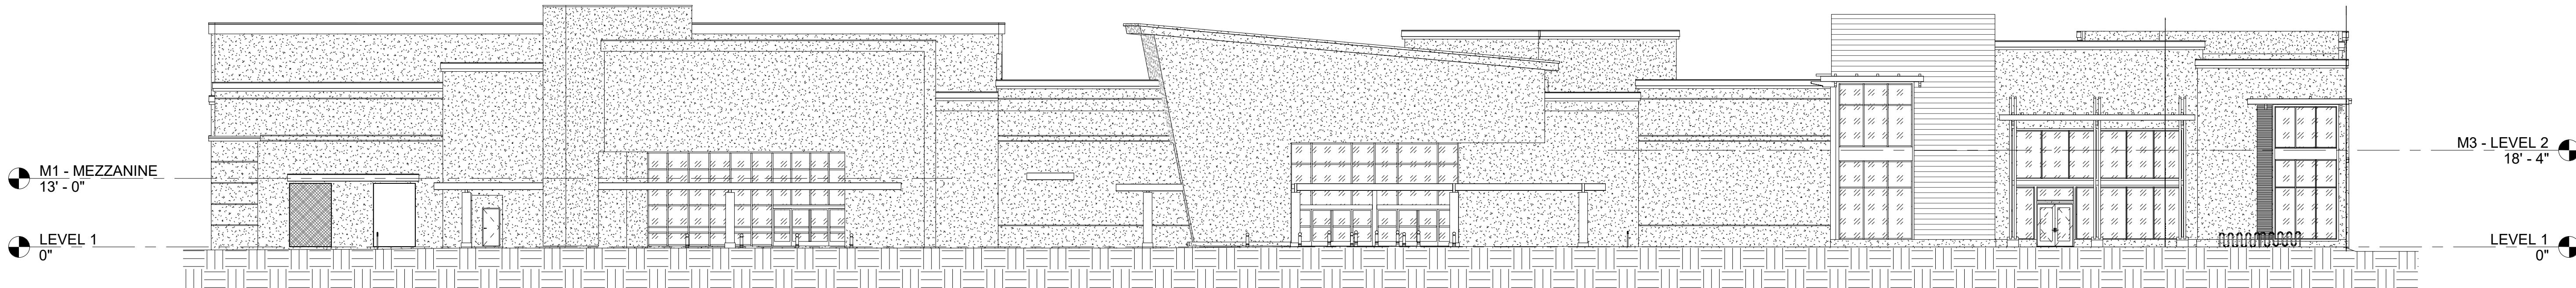 M1 - MEZZANINE
13' - 0"
LEVEL 1
0"
M3 - LEVEL 2
18' - 4"
LEVEL 1
0"